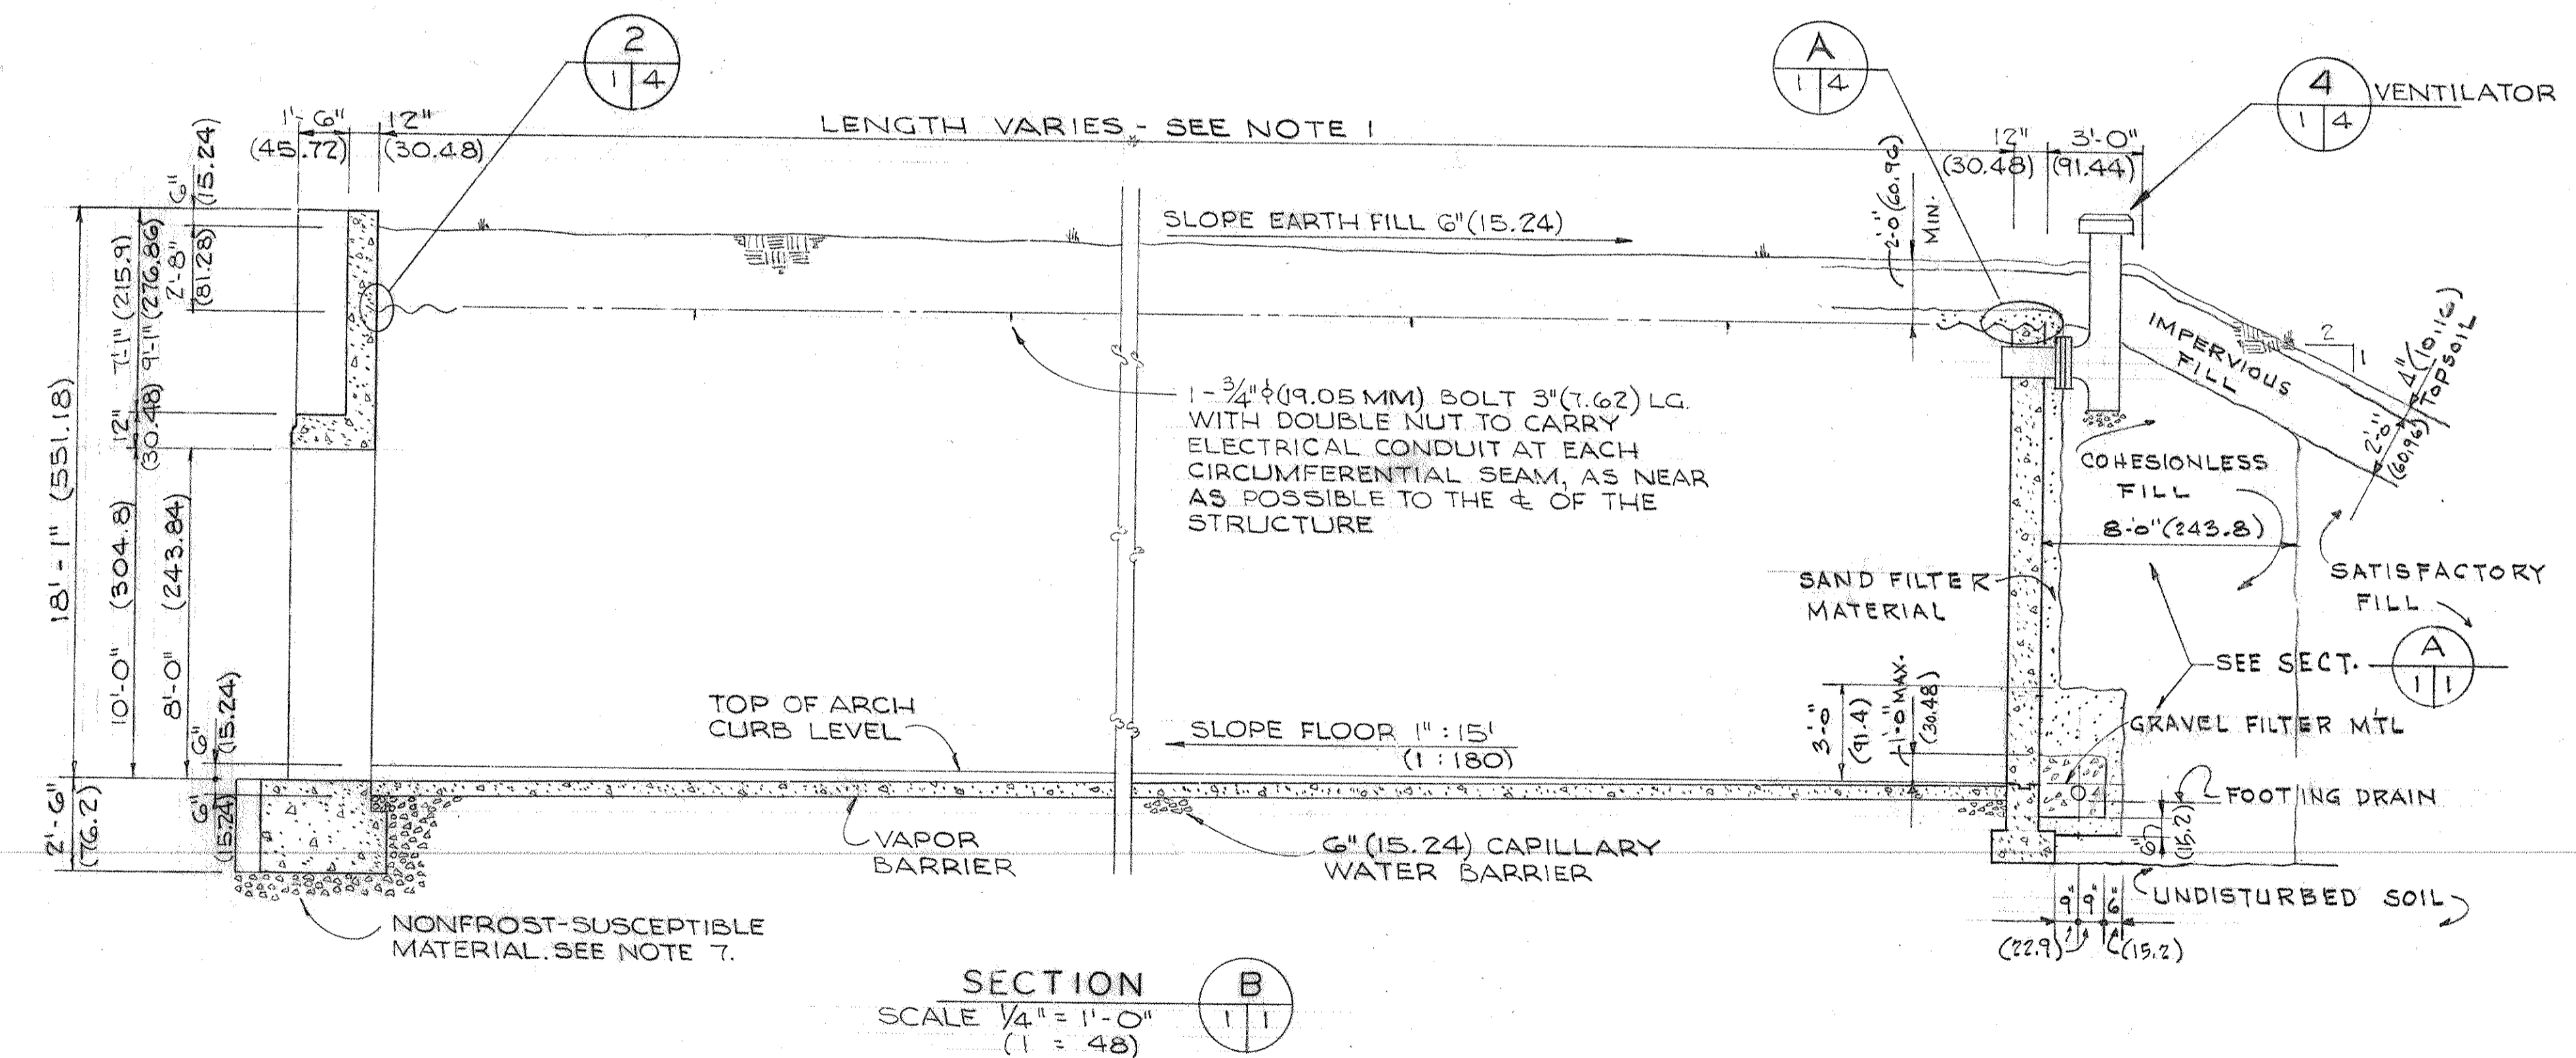 2
1 4
A
1 4
4
1 4
VENTILATOR
1'-6"
(45.72)
12"
(30.48)
LENGTH VARIES - SEE NOTE 1
12"
(30.48)
3'-0"
(91.44)
6"
(15.24)
2'-8"
(81.28)
7'-1" (215.9)
9'-1" (276.86)
12"
(30.48)
18'-1" (551.18)
10'-0" (304.8)
8'-0" (243.84)
6"
(15.24)
6"
(15.24)
2'-6"
(76.2)
SLOPE EARTH FILL 6" (15.24)
2'-0" (60.96)
MIN.
IMPERVIOUS
FILL
2
1
4" (10.16)
TOPSOIL
2'-0"
(60.96)
1 - 3/4"ϕ (19.05 MM) BOLT 3" (7.62) LG.
WITH DOUBLE NUT TO CARRY
ELECTRICAL CONDUIT AT EACH
CIRCUMFERENTIAL SEAM, AS NEAR
AS POSSIBLE TO THE ℄ OF THE
STRUCTURE
COHESIONLESS
FILL
8'-0" (243.8)
SATISFACTORY
FILL
SAND FILTER
MATERIAL
SEE SECT.
A
1 1
GRAVEL FILTER MTL
3'-0"
(91.4)
1'-0" MAX.
(30.48)
TOP OF ARCH
CURB LEVEL
SLOPE FLOOR 1" : 15'
(1 : 180)
FOOTING DRAIN
6"
(15.2)
VAPOR
BARRIER
6" (15.24) CAPILLARY
WATER BARRIER
UNDISTURBED SOIL
9" 9" 6"
(22.9) (15.2)
NONFROST-SUSCEPTIBLE
MATERIAL. SEE NOTE 7.
SECTION
B
1 1
SCALE 1/4" = 1'-0"
(1 = 48)